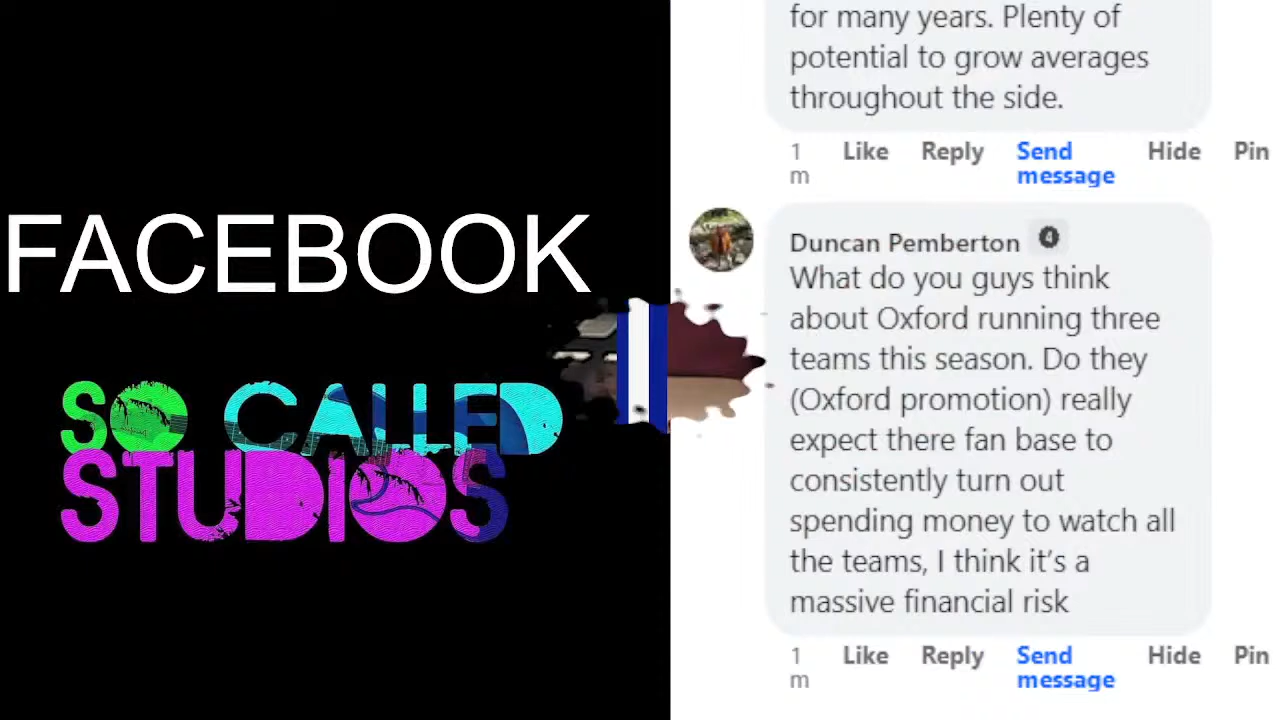 FACEBOOK
SO CALLED
STUDIOS
for many years. Plenty of
potential to grow averages
throughout the side.
1 m Like Reply Send message Hide Pin
Duncan Pemberton 4
What do you guys think
about Oxford running three
teams this season. Do they
(Oxford promotion) really
expect there fan base to
consistently turn out
spending money to watch all
the teams, I think it’s a
massive financial risk
1 m Like Reply Send message Hide Pin